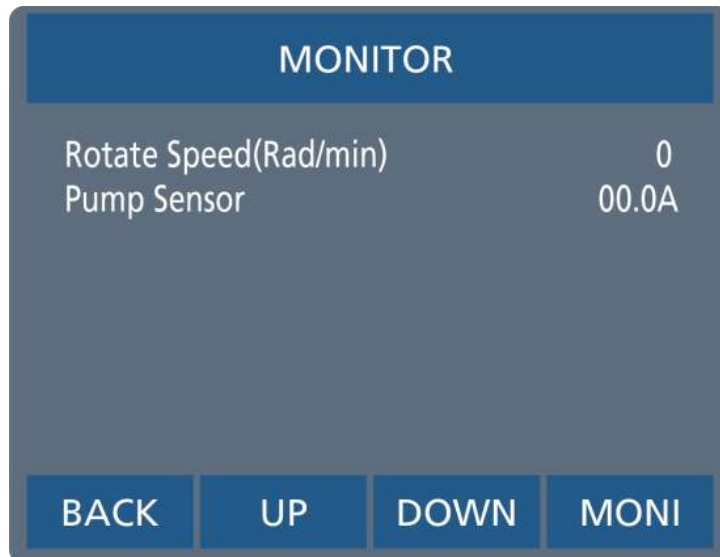 MONITOR
Rotate Speed(Rad/min) 0
Pump Sensor 00.0A
BACK UP DOWN MONI